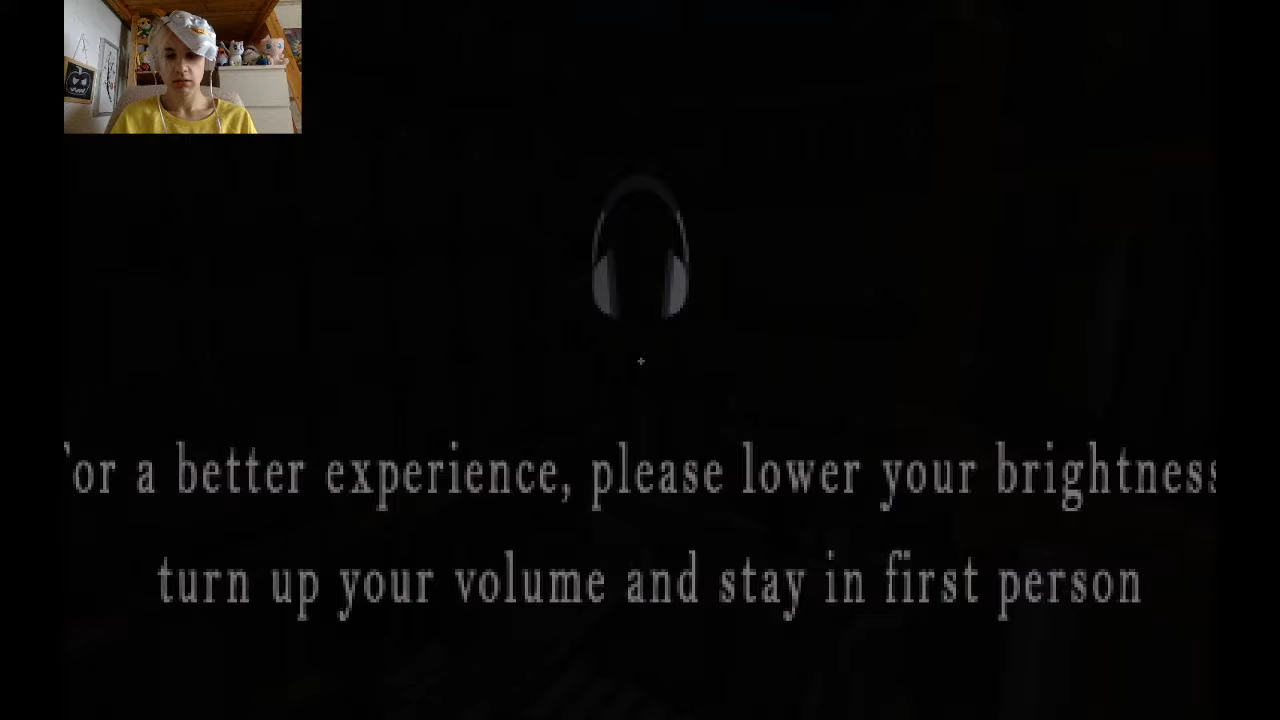 or a better experience, please lower your brightness
turn up your volume and stay in first person